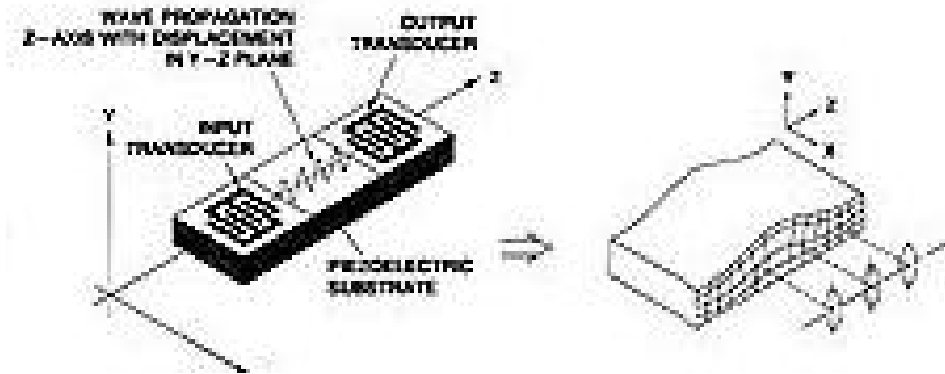 WAVE PROPAGATION
Z-AXIS WITH DISPLACEMENT
IN Y-Z PLANE
OUTPUT
TRANSDUCER
Z
Y
INPUT
TRANSDUCER
PIEZOELECTRIC
SUBSTRATE
Y
Z
X